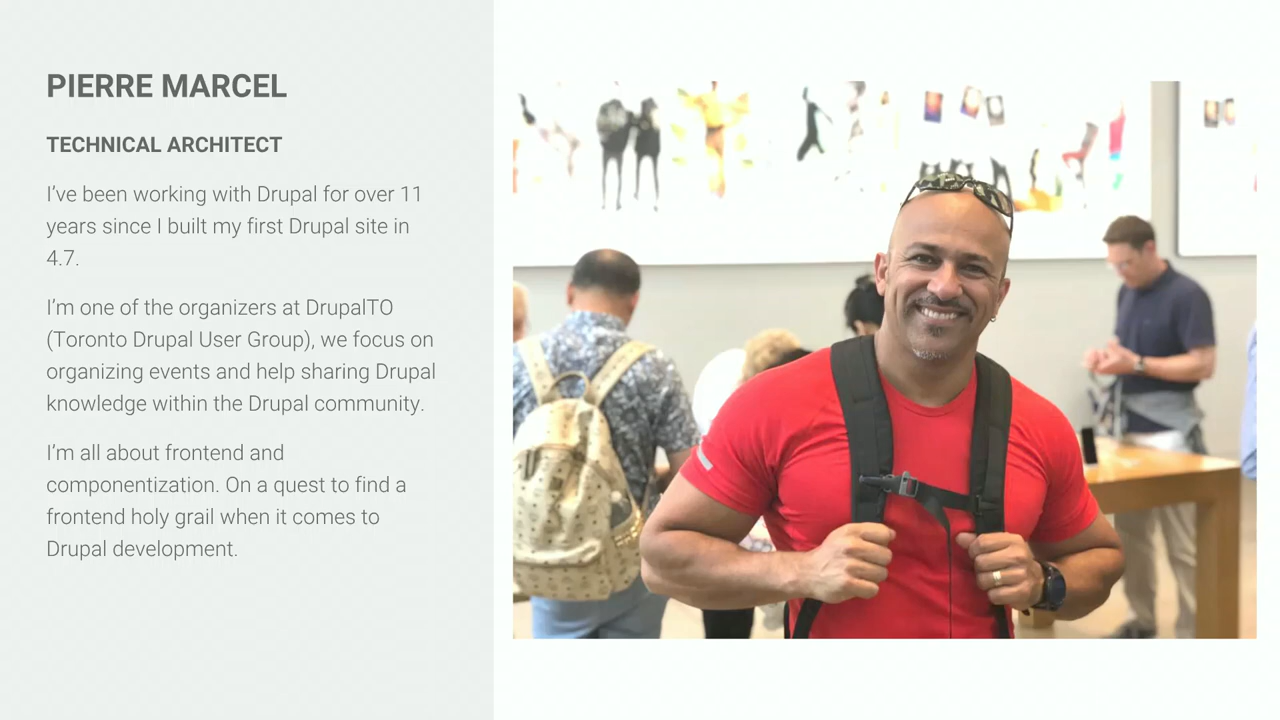 PIERRE MARCEL
TECHNICAL ARCHITECT
I’ve been working with Drupal for over 11
years since I built my first Drupal site in
4.7.
I’m one of the organizers at DrupalTO
(Toronto Drupal User Group), we focus on
organizing events and help sharing Drupal
knowledge within the Drupal community.
I’m all about frontend and
componentization. On a quest to find a
frontend holy grail when it comes to
Drupal development.